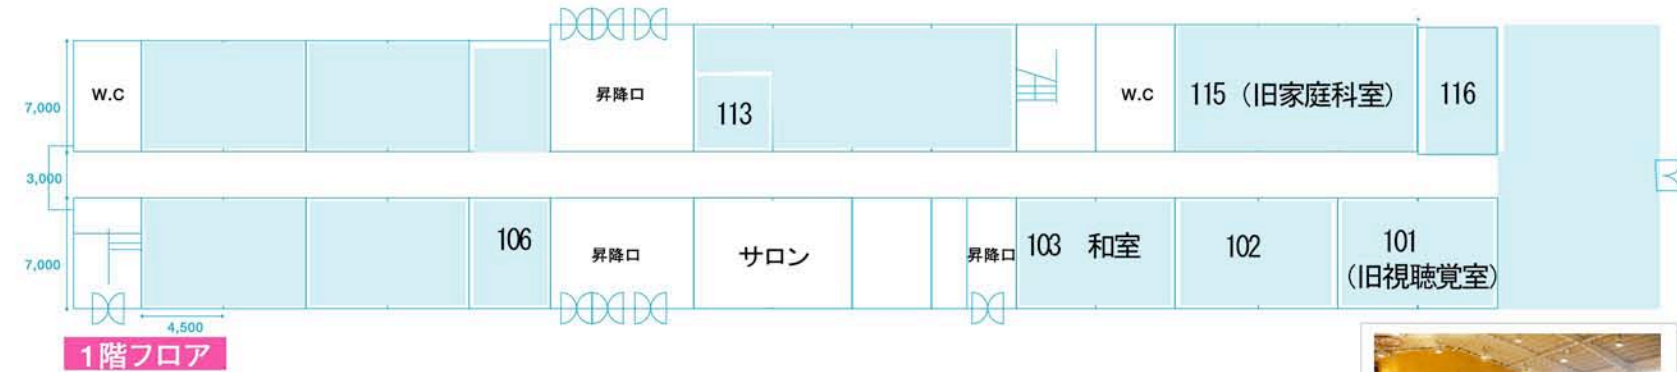 7,000
W.C
昇降口
113
W.C
115（旧家庭科室）
116
3,000
7,000
106
昇降口
サロン
昇降口
103 和室
102
101
（旧視聴覚室）
4,500
1階フロア